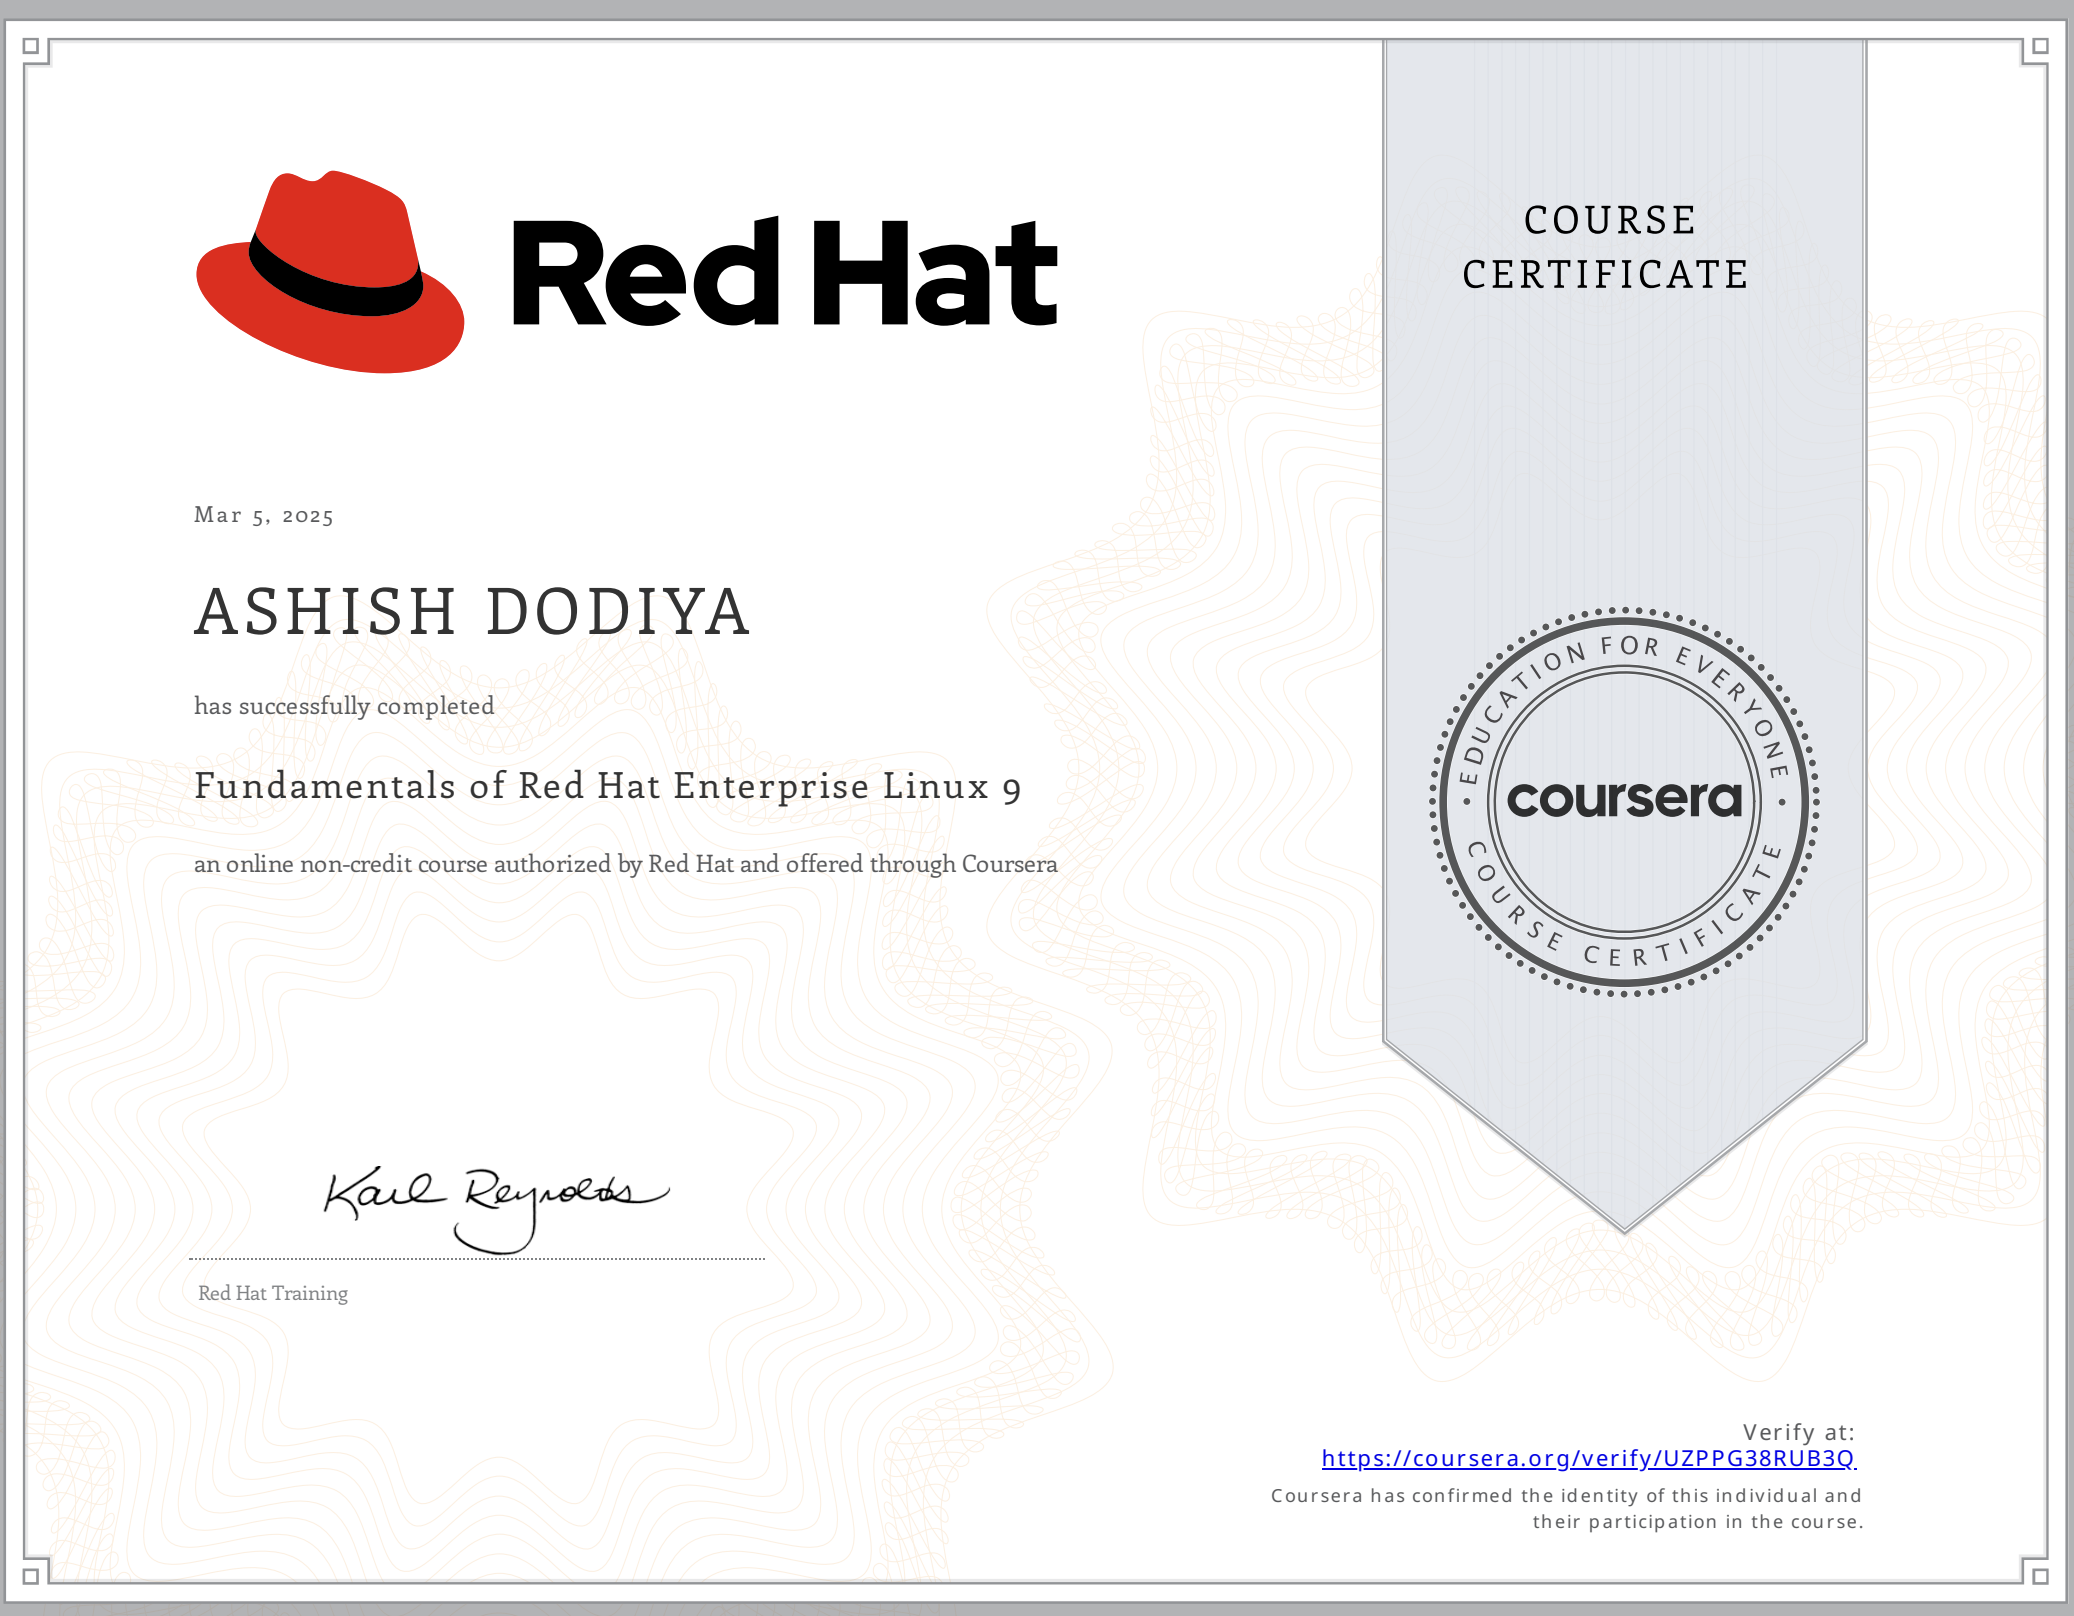 Red Hat
COURSE
CERTIFICATE
Mar 5, 2025
ASHISH DODIYA
has successfully completed
Fundamentals of Red Hat Enterprise Linux 9
an online non-credit course authorized by Red Hat and offered through Coursera
EDUCATION FOR EVERYONE
coursera
COURSE CERTIFICATE
Karl Reynolds
Red Hat Training
Verify at:
https://coursera.org/verify/UZPPG38RUB3Q
Coursera has confirmed the identity of this individual and
their participation in the course.